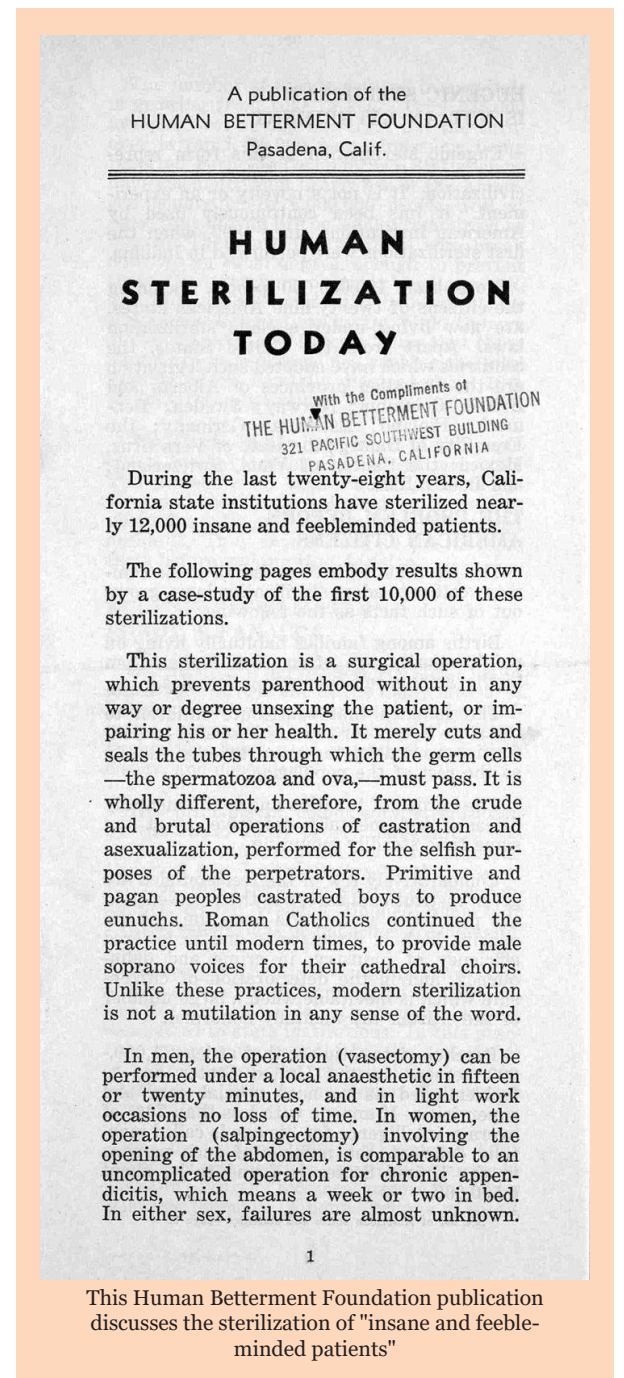 A publication of the
HUMAN BETTERMENT FOUNDATION
Pasadena, Calif.
HUMAN
STERILIZATION
TODAY
With the Compliments of
THE HUMAN BETTERMENT FOUNDATION
321 PACIFIC SOUTHWEST BUILDING
PASADENA, CALIFORNIA
During the last twenty-eight years, Cali-
fornia state institutions have sterilized near-
ly 12,000 insane and feebleminded patients.
The following pages embody results shown
by a case-study of the first 10,000 of these
sterilizations.
This sterilization is a surgical operation,
which prevents parenthood without in any
way or degree unsexing the patient, or im-
pairing his or her health. It merely cuts and
seals the tubes through which the germ cells
—the spermatozoa and ova,—must pass. It is
wholly different, therefore, from the crude
and brutal operations of castration and
asexualization, performed for the selfish pur-
poses of the perpetrators. Primitive and
pagan peoples castrated boys to produce
eunuchs. Roman Catholics continued the
practice until modern times, to provide male
soprano voices for their cathedral choirs.
Unlike these practices, modern sterilization
is not a mutilation in any sense of the word.
In men, the operation (vasectomy) can be
performed under a local anaesthetic in fifteen
or twenty minutes, and in light work
occasions no loss of time. In women, the
operation (salpingectomy) involving the
opening of the abdomen, is comparable to an
uncomplicated operation for chronic appen-
dicitis, which means a week or two in bed.
In either sex, failures are almost unknown.
1
This Human Betterment Foundation publication
discusses the sterilization of "insane and feeble-
minded patients"